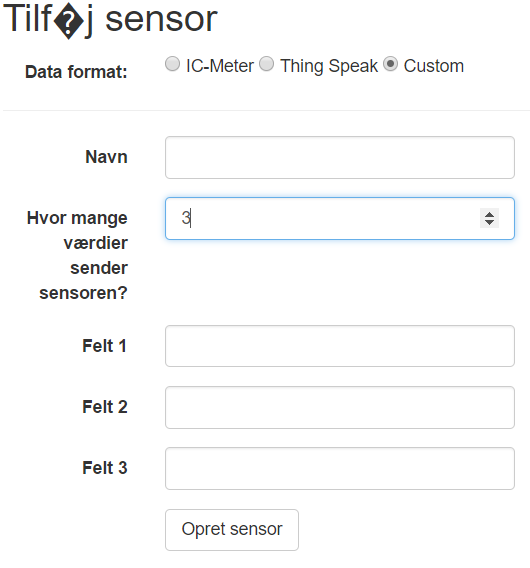 Tilf�j sensor
Data format: IC-Meter Thing Speak Custom
Navn
Hvor mange 3
værdier
sender
sensoren?
Felt 1
Felt 2
Felt 3
Opret sensor